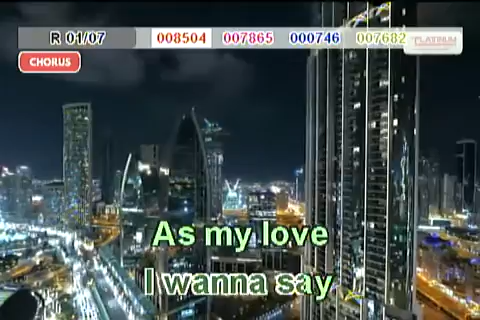 R 01/07 008504 007865 000746 007682 PLATINUM
CHORUS
As my love
I wanna say